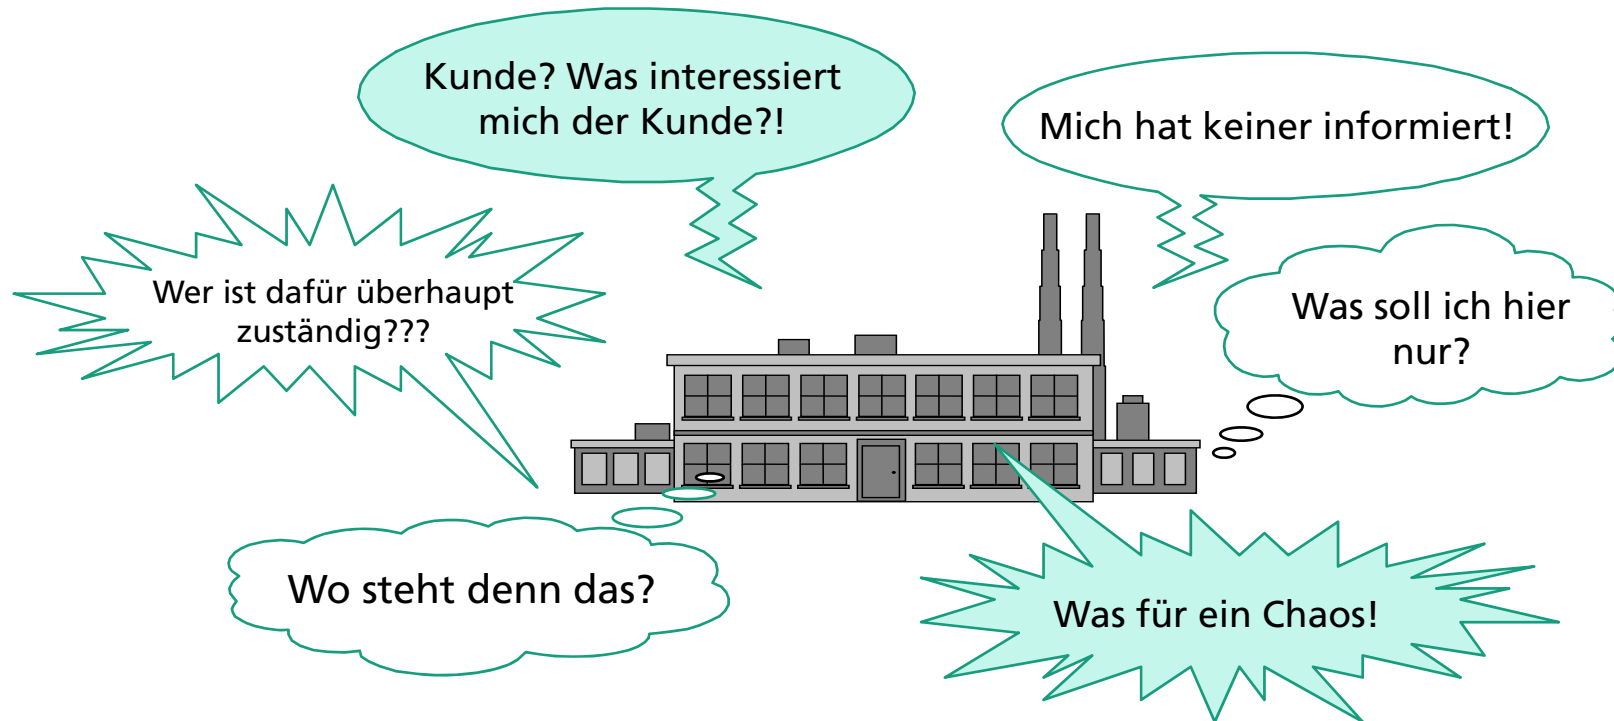 Kunde? Was interessiert
mich der Kunde?!
Mich hat keiner informiert!
Wer ist dafür überhaupt
zuständig???
Was soll ich hier
nur?
Wo steht denn das?
Was für ein Chaos!